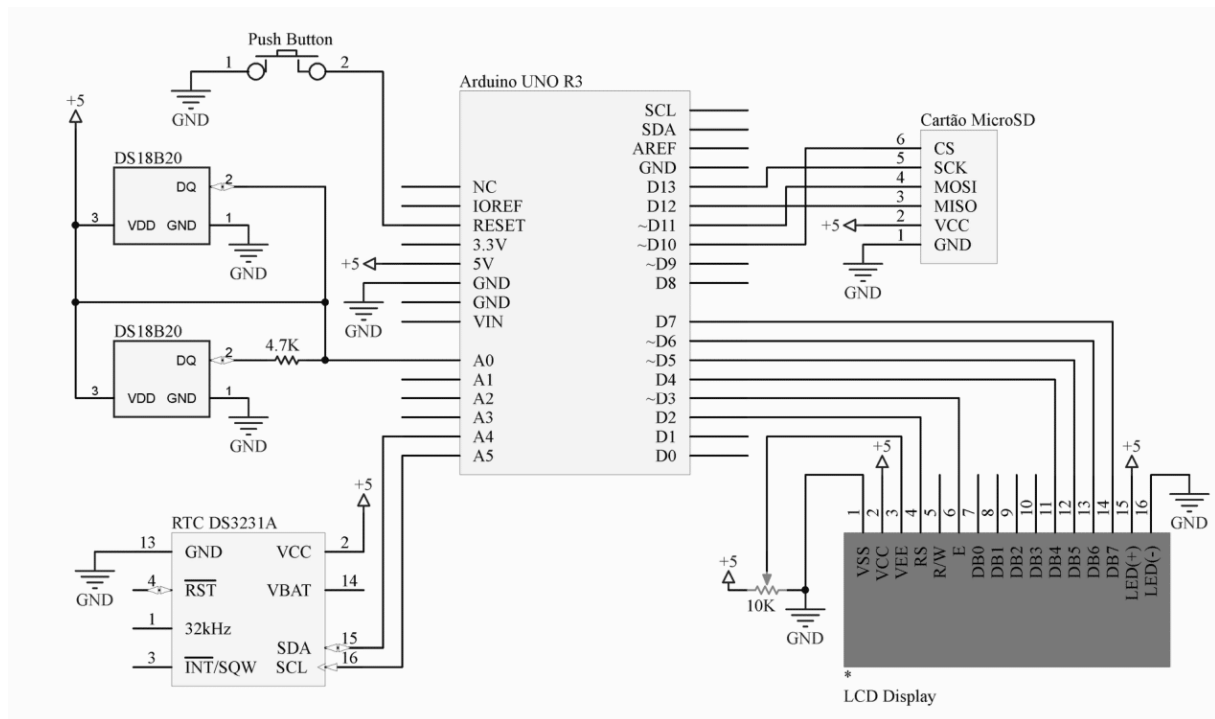 Push Button
1
2
GND
+5
DS18B20
DQ
2
3
VDD
GND
1
GND
DS18B20
DQ
2
4.7K
3
VDD
GND
1
GND
Arduino UNO R3
NC
IOREF
RESET
3.3V
+5
5V
GND
GND
GND
VIN
A0
A1
A2
A3
A4
A5
SCL
SDA
AREF
GND
D13
D12
~D11
~D10
~D9
D8
D7
~D6
~D5
D4
~D3
D2
D1
D0
Cartão MicroSD
6 CS
5 SCK
4 MOSI
3 MISO
+5 2 VCC
1 GND
GND
RTC DS3231A
+5
13 GND
VCC 2
GND
4 RST
VBAT 14
1 32kHz
SDA 15
3 INT/SQW
SCL 16
+5
10K
GND
+5
+5
GND
1 VSS
2 VCC
3 VEE
4 RS
5 R/W
6 E
7 DB0
8 DB1
9 DB2
10 DB3
11 DB4
12 DB5
13 DB6
14 DB7
15 LED(+)
16 LED(-)
*
LCD Display